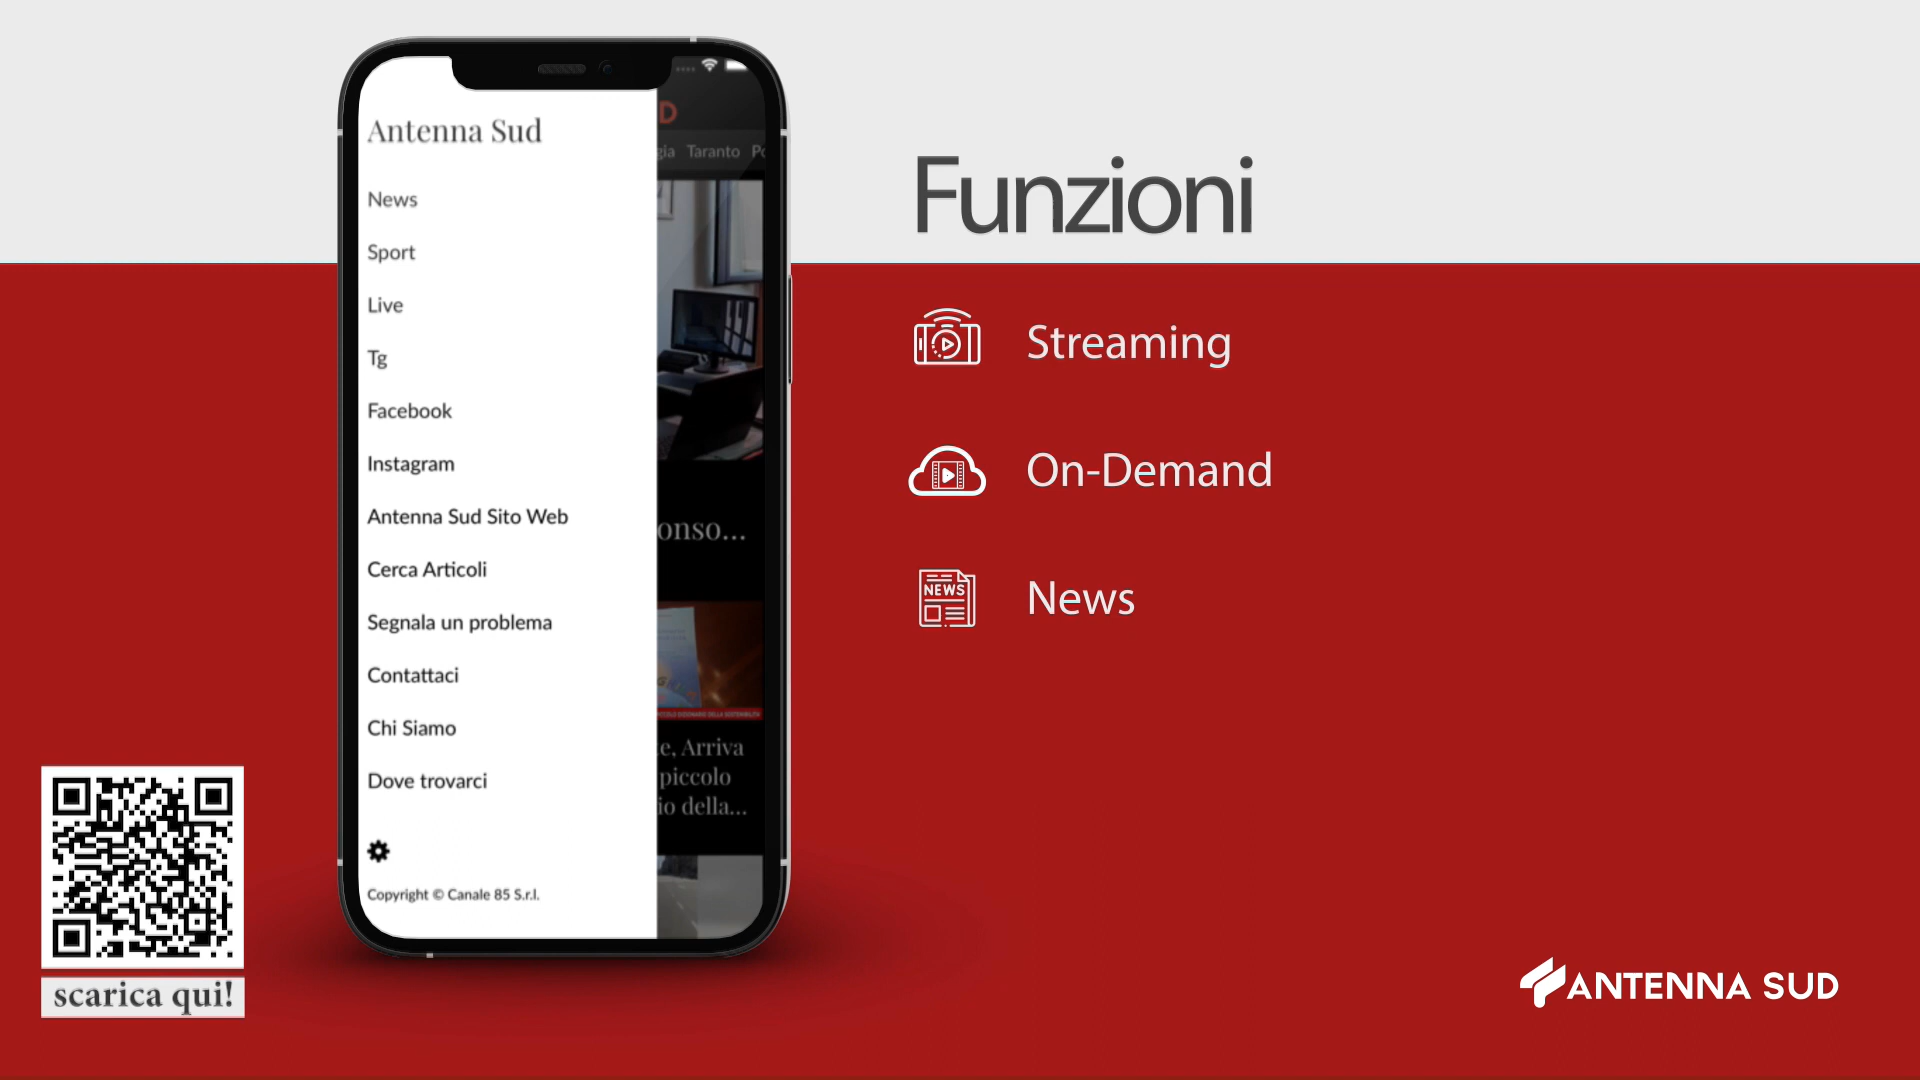 Antenna Sud
News
Sport
Live
Tg
Facebook
Instagram
Antenna Sud Sito Web
Cerca Articoli
Segnala un problema
Contattaci
Chi Siamo
Dove trovarci
Copyright © Canale 85 S.r.l.
D
gia Taranto Po
onso...
e, Arriva
piccolo
io della...
Funzioni
Streaming
On-Demand
NEWS
News
scarica qui!
ANTENNA SUD